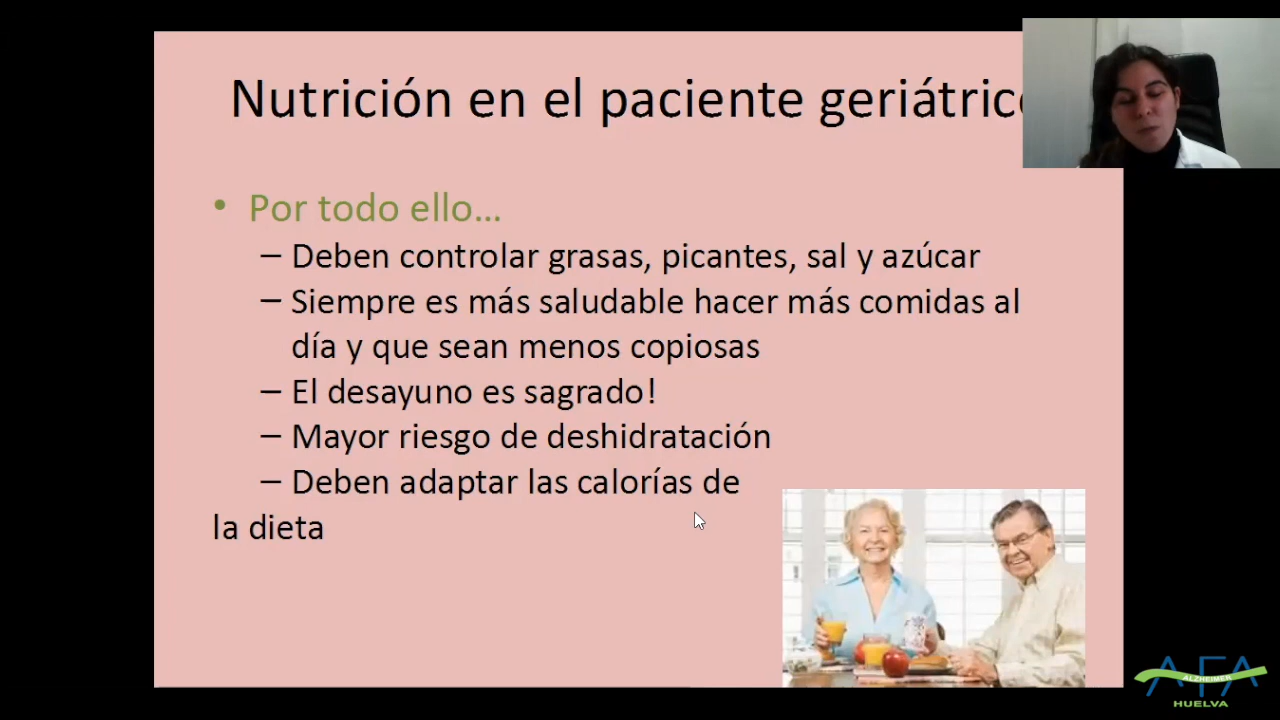 Nutrición en el paciente geriátrico
• Por todo ello...
– Deben controlar grasas, picantes, sal y azúcar
– Siempre es más saludable hacer más comidas al
día y que sean menos copiosas
– El desayuno es sagrado!
– Mayor riesgo de deshidratación
– Deben adaptar las calorías de
la dieta
AFA
ALZHEIMER
HUELVA